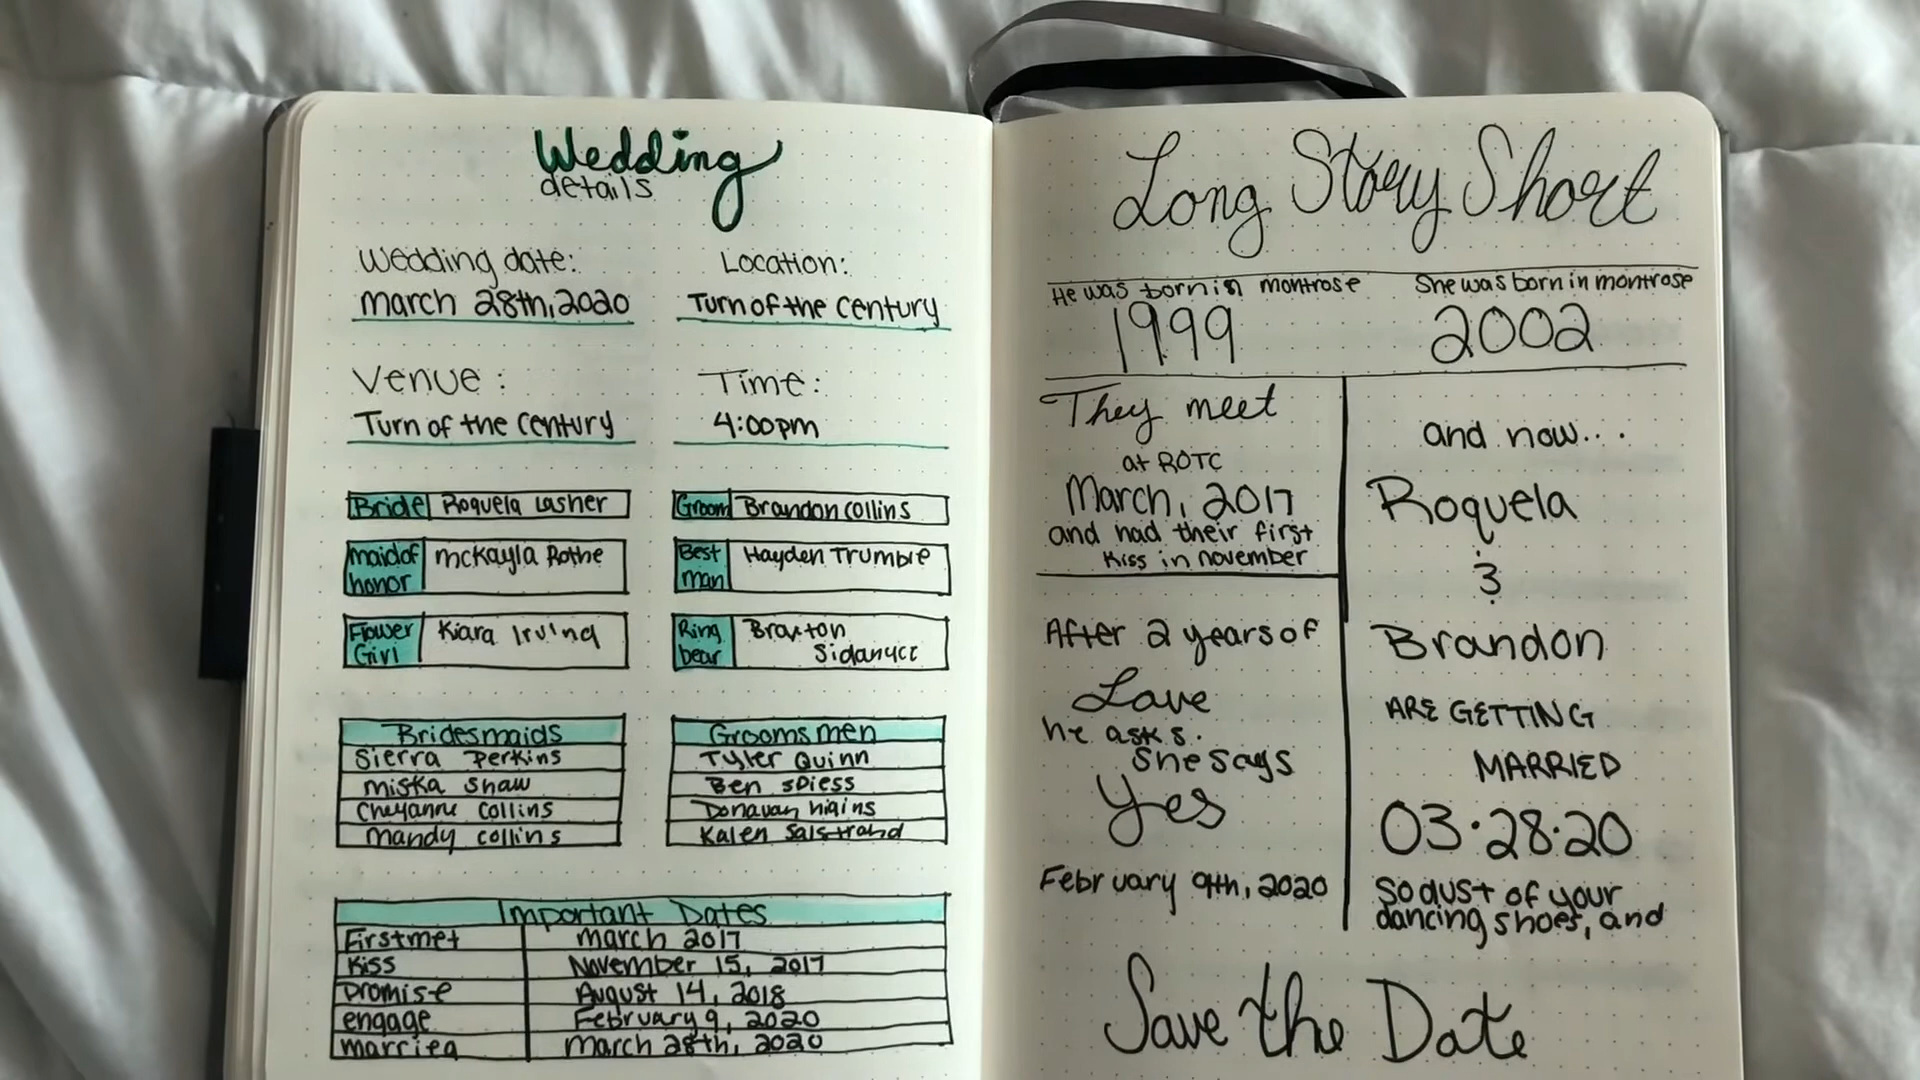 Wedding
details
Wedding date:
March 28th, 2020
Location:
Turn of the Century
Venue:
Turn of the Century
Time:
4:00pm
Bride Roquela Lasher
Groom Brandon Collins
maid of honor McKayla Rothe
Best man Hayden Trumble
Flower Girl Kiara Irving
Ring bear Braxton
Bridesmaids
Sierra Perkins
miska Shaw
Cheyanne Collins
Mandy Collins
Groomsmen
Tyler Quinn
Ben Spiess
Donavan higins
Kalen Salstrand
Important Dates
First met March 2017
Kiss November 15, 2017
promise August 14, 2018
engage February 9, 2020
married March 28th, 2020
Long Story Short
He was born in montrose
1999
She was born in montrose
2002
They meet
at ROTC
March, 2017
and had their first
kiss in november
After 2 years of
Love
he asks.
She says
Yes
February 9th, 2020
and now...
Roquela
&
Brandon
ARE GETTING
MARRIED
03·28·20
So dust of your
dancing shoes, and
Save the Date